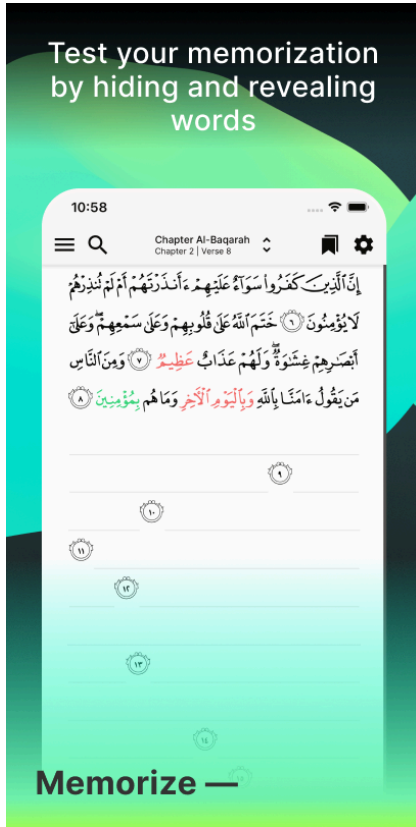 Test your memorization
by hiding and revealing
words
10:58
Chapter Al-Baqarah
Chapter 2 | Verse 8
إِنَّ ٱلَّذِينَ كَفَرُوا۟ سَوَآءٌ عَلَيْهِمْ ءَأَنذَرْتَهُمْ أَمْ لَمْ تُنذِرْهُمْ
لَا يُؤْمِنُونَ ٦ خَتَمَ ٱللَّهُ عَلَىٰ قُلُوبِهِمْ وَعَلَىٰ سَمْعِهِمْ ۖ وَعَلَىٰٓ
أَبْصَـٰرِهِمْ غِشَـٰوَةٌ ۖ وَلَهُمْ عَذَابٌ عَظِيمٌ ٧ وَمِنَ ٱلنَّاسِ
مَن يَقُولُ ءَامَنَّا بِٱللَّهِ وَبِٱلْيَوْمِ ٱلْـَٔاخِرِ وَمَا هُم بِمُؤْمِنِينَ ٨
٩
١٠
١١
١٢
١٣
١٤
١٥
Memorize —